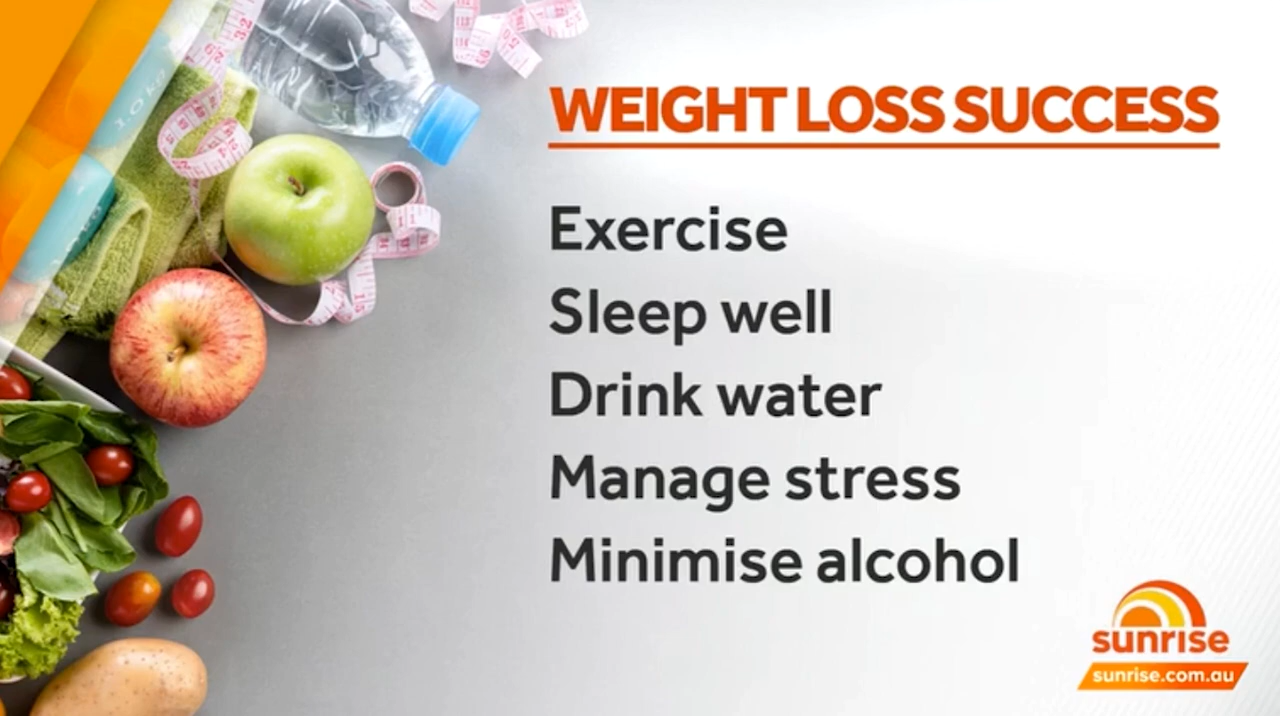 WEIGHT LOSS SUCCESS
Exercise
Sleep well
Drink water
Manage stress
Minimise alcohol
sunrise
sunrise.com.au